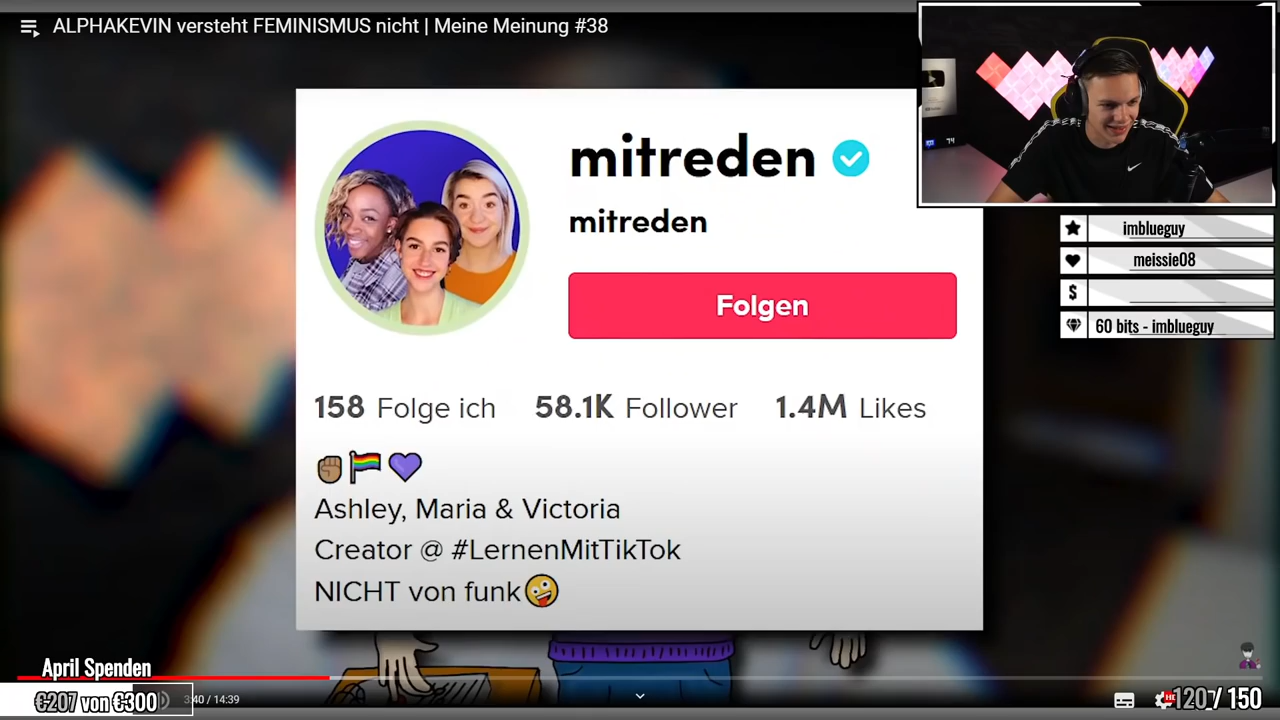 ALPHAKEVIN versteht FEMINISMUS nicht | Meine Meinung #38
mitreden
mitreden
Folgen
158 Folge ich 58.1K Follower 1.4M Likes
Ashley, Maria & Victoria
Creator @ #LernenMitTikTok
NICHT von funk
imblueguy
meissie08
$
60 bits - imblueguy
April Spenden
€207 von €300
3:40 / 14:39
120 / 150